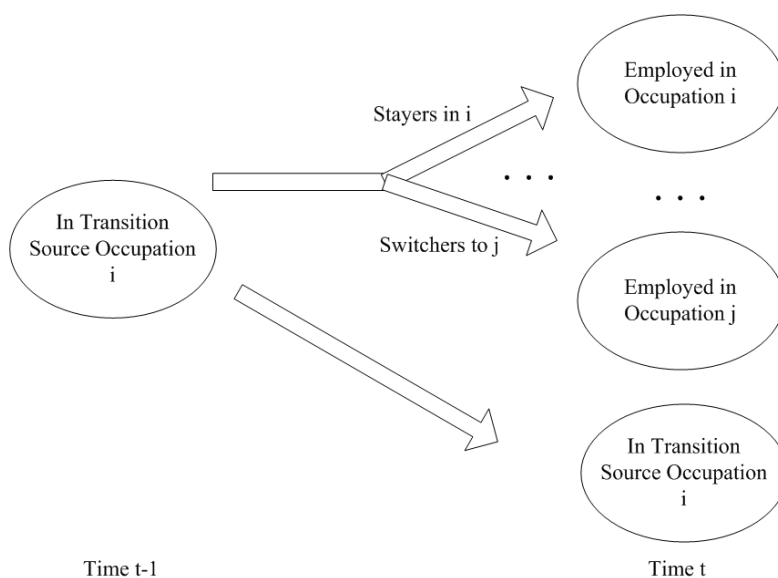 Employed in
Occupation i
Stayers in i
. . .
. . .
In Transition
Source Occupation
i
Switchers to j
Employed in
Occupation j
In Transition
Source Occupation
i
Time t-1
Time t